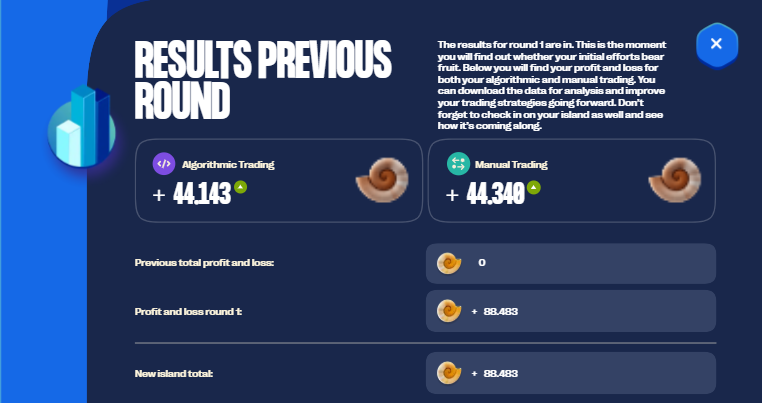 RESULTS PREVIOUS
ROUND
The results for round 1 are in. This is the moment
you will find out whether your initial efforts bear
fruit. Below you will find your profit and loss for
both your algorithmic and manual trading. You
can download the data for analysis and improve
your trading strategies going forward. Don't
forget to check in on your island as well and see
how it's coming along.
Algorithmic Trading
+ 44.143
Manual Trading
+ 44.340
Previous total profit and loss:
0
Profit and loss round 1:
+ 88.483
New island total:
+ 88.483